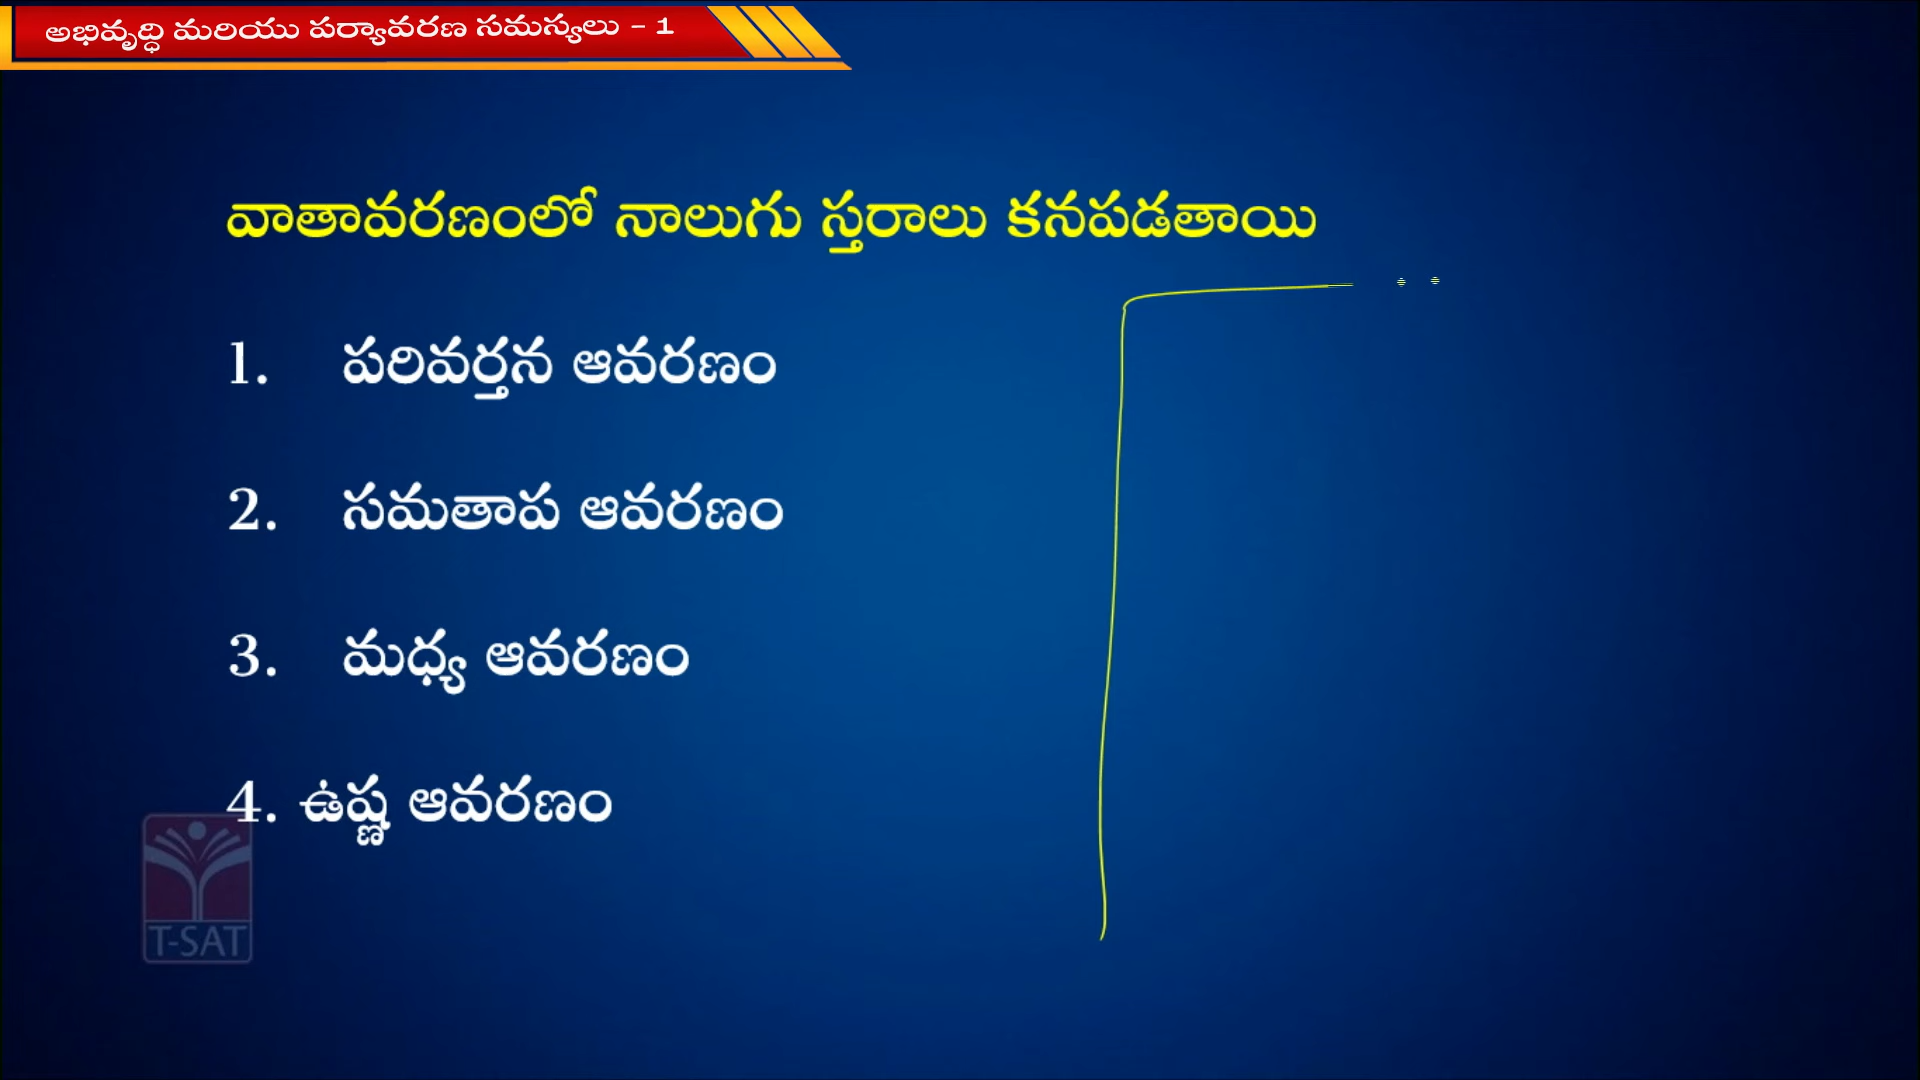 అభివృద్ధి మరియు పర్యావరణ సమస్యలు - 1
వాతావరణంలో నాలుగు స్తరాలు కనపడతాయి
1. పరివర్తన ఆవరణం
2. సమతాప ఆవరణం
3. మధ్య ఆవరణం
4. ఉష్ణ ఆవరణం
T-SAT